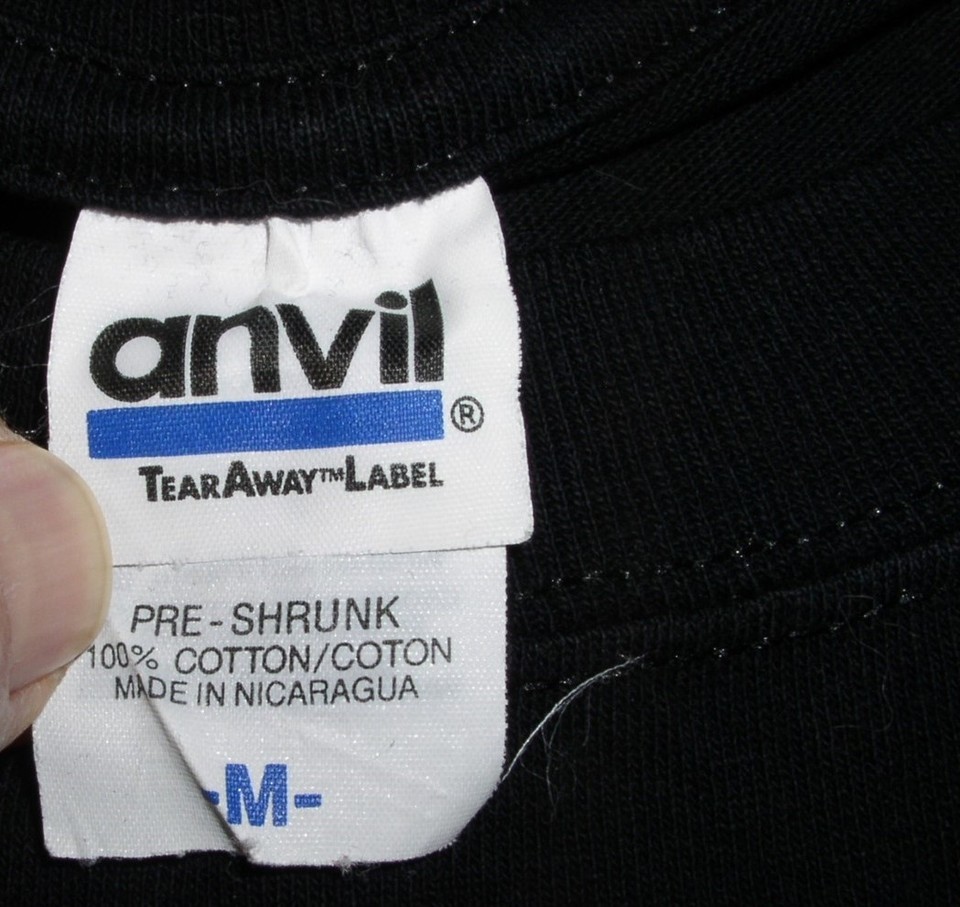 anvil
®
TEARAWAY™LABEL
PRE-SHRUNK
100% COTTON/COTON
MADE IN NICARAGUA
-M-